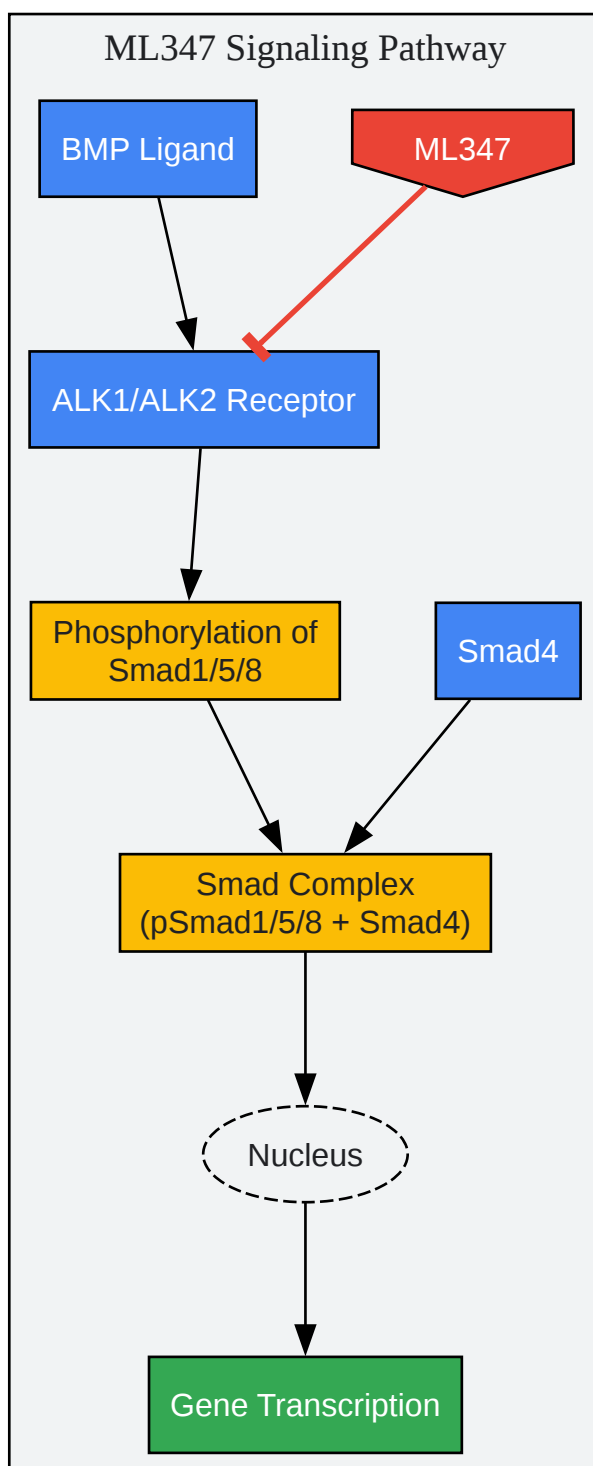 ML347 Signaling Pathway
BMP Ligand
ML347
ALK1/ALK2 Receptor
Phosphorylation of
Smad1/5/8
Smad4
Smad Complex
(pSmad1/5/8 + Smad4)
Nucleus
Gene Transcription